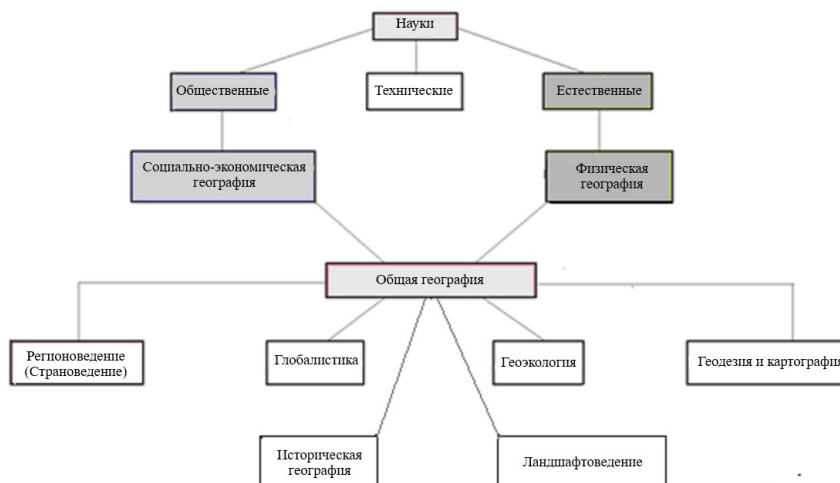 Науки
Общественные
Технические
Естественные
Социально-экономическая
география
Физическая
география
Общая география
Регионоведение
(Страноведение)
Глобалистика
Геоэкология
Геодезия и картография
Историческая
география
Ландшафтоведение